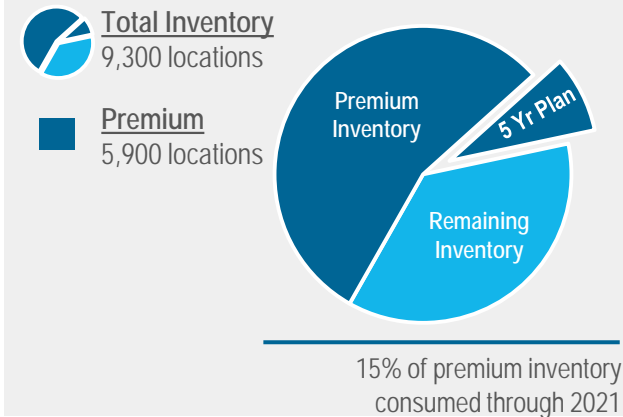 Total Inventory
9,300 locations
Premium
5,900 locations
Premium
Inventory
5 Yr Plan
Remaining
Inventory
15% of premium inventory
consumed through 2021